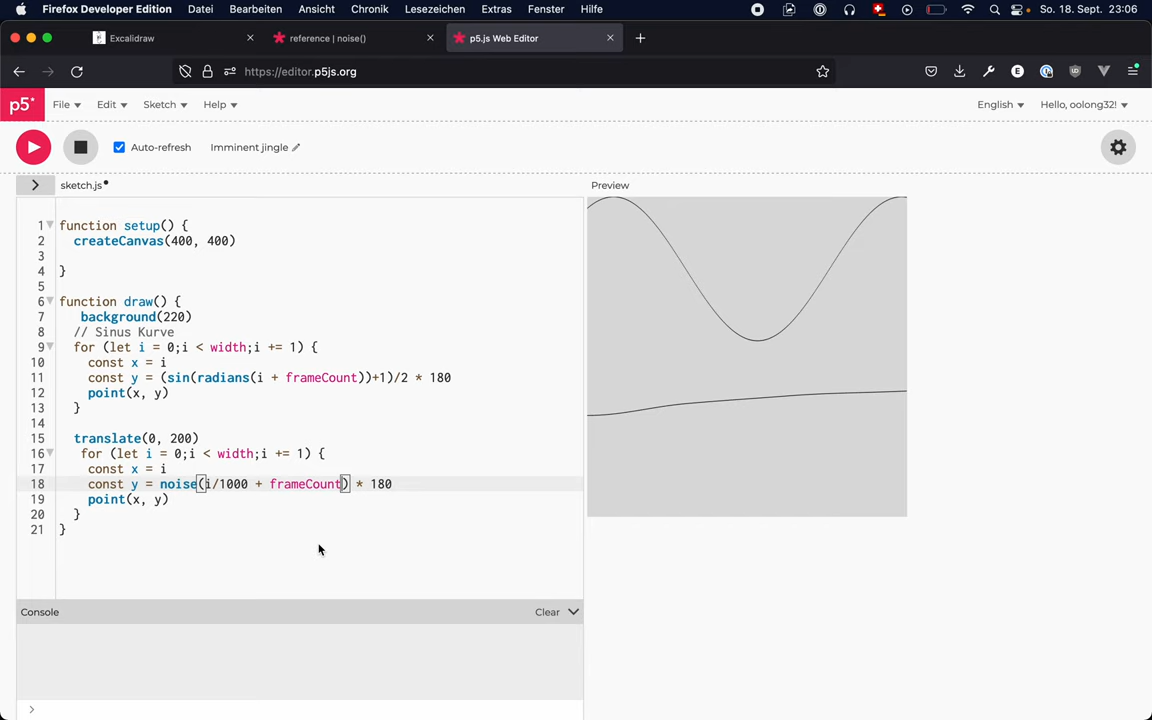 Firefox Developer Edition Datei Bearbeiten Ansicht Chronik Lesezeichen Extras Fenster Hilfe So. 18. Sept. 23:06
Excalidraw reference | noise() p5.js Web Editor
https://editor.p5js.org
p5* File Edit Sketch Help English Hello, oolong32!
Auto-refresh Imminent jingle
sketch.js Preview
1 function setup() {
2 createCanvas(400, 400)
3
4 }
5
6 function draw() {
7 background(220)
8 // Sinus Kurve
9 for (let i = 0;i < width;i += 1) {
10 const x = i
11 const y = (sin(radians(i + frameCount))+1)/2 * 180
12 point(x, y)
13 }
14
15 translate(0, 200)
16 for (let i = 0;i < width;i += 1) {
17 const x = i
18 const y = noise(i/1000 + frameCount) * 180
19 point(x, y)
20 }
21 }
Console Clear